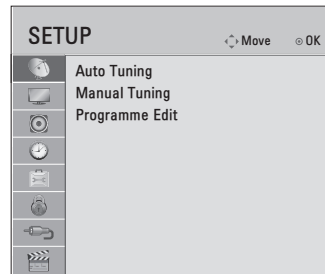 SETUP
Move OK
Auto Tuning
Manual Tuning
Programme Edit